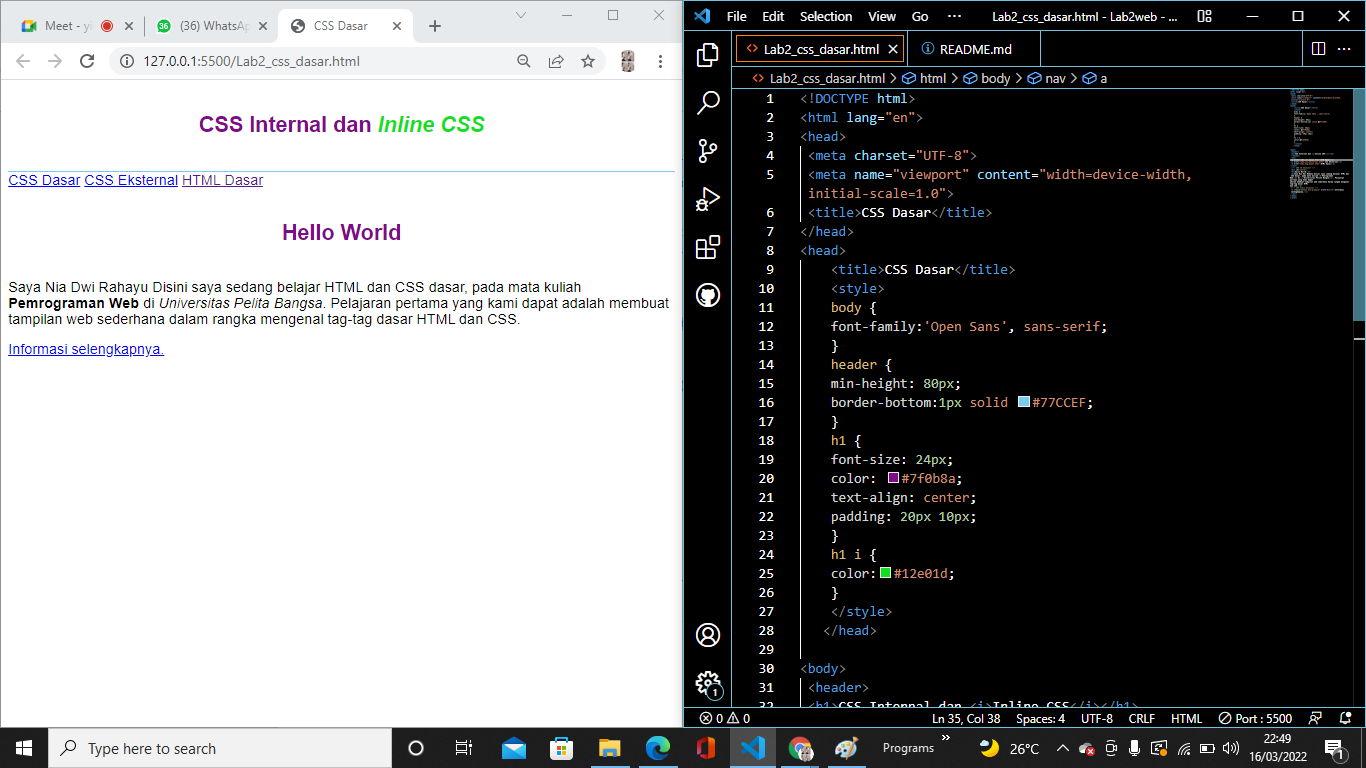 Meet - yi
(36) WhatsAp
CSS Dasar
127.0.0.1:5500/Lab2_css_dasar.html
CSS Internal dan Inline CSS
CSS Dasar CSS Eksternal HTML Dasar
Hello World
Saya Nia Dwi Rahayu Disini saya sedang belajar HTML dan CSS dasar, pada mata kuliah
Pemrograman Web di Universitas Pelita Bangsa. Pelajaran pertama yang kami dapat adalah membuat
tampilan web sederhana dalam rangka mengenal tag-tag dasar HTML dan CSS.
Informasi selengkapnya.
File Edit Selection View Go ··· Lab2_css_dasar.html - Lab2web - ...
Lab2_css_dasar.html README.md
Lab2_css_dasar.html > html > body > nav > a
1 <!DOCTYPE html>
2 <html lang="en">
3 <head>
4 <meta charset="UTF-8">
5 <meta name="viewport" content="width=device-width,
initial-scale=1.0">
6 <title>CSS Dasar</title>
7 </head>
8 <head>
9 <title>CSS Dasar</title>
10 <style>
11 body {
12 font-family:'Open Sans', sans-serif;
13 }
14 header {
15 min-height: 80px;
16 border-bottom:1px solid #77CCEF;
17 }
18 h1 {
19 font-size: 24px;
20 color: #7f0b8a;
21 text-align: center;
22 padding: 20px 10px;
23 }
24 h1 i {
25 color:#12e01d;
26 }
27 </style>
28 </head>
29
30 <body>
31 <header>
32 <h1>CSS Internal dan <i>Inline CSS</i></h1>
1
0 0 Ln 35, Col 38 Spaces: 4 UTF-8 CRLF HTML Port : 5500
Type here to search
Programs
26°C
22:49
16/03/2022
1